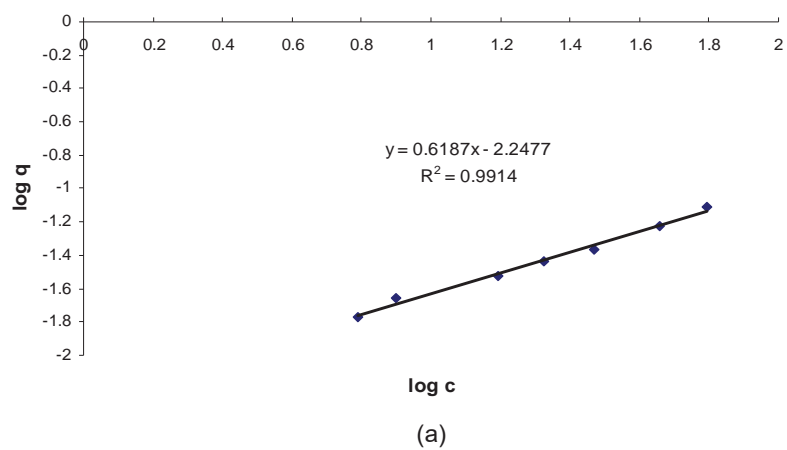 0
-0.2
-0.4
-0.6
-0.8
-1
-1.2
-1.4
-1.6
-1.8
-2
0 0.2 0.4 0.6 0.8 1 1.2 1.4 1.6 1.8 2
log q
y = 0.6187x - 2.2477
R² = 0.9914
log c
(a)